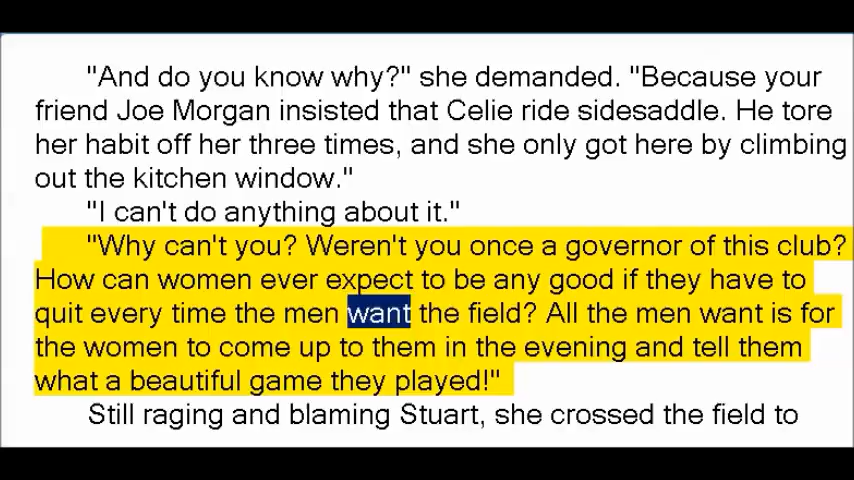 "And do you know why?" she demanded. "Because your
friend Joe Morgan insisted that Celie ride sidesaddle. He tore
her habit off her three times, and she only got here by climbing
out the kitchen window."
"I can't do anything about it."
"Why can't you? Weren't you once a governor of this club?
How can women ever expect to be any good if they have to
quit every time the men want the field? All the men want is for
the women to come up to them in the evening and tell them
what a beautiful game they played!"
Still raging and blaming Stuart, she crossed the field to